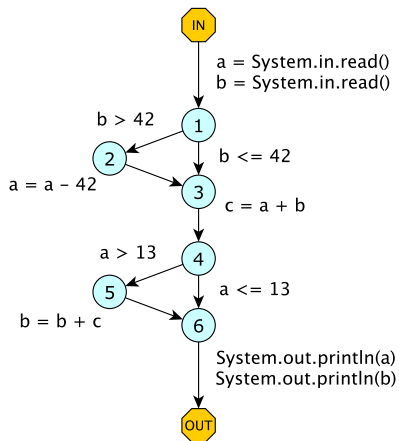 IN
a = System.in.read()
b = System.in.read()
b > 42
1
2
b <= 42
a = a – 42
3
c = a + b
a > 13
4
5
a <= 13
b = b + c
6
System.out.println(a)
System.out.println(b)
OUT